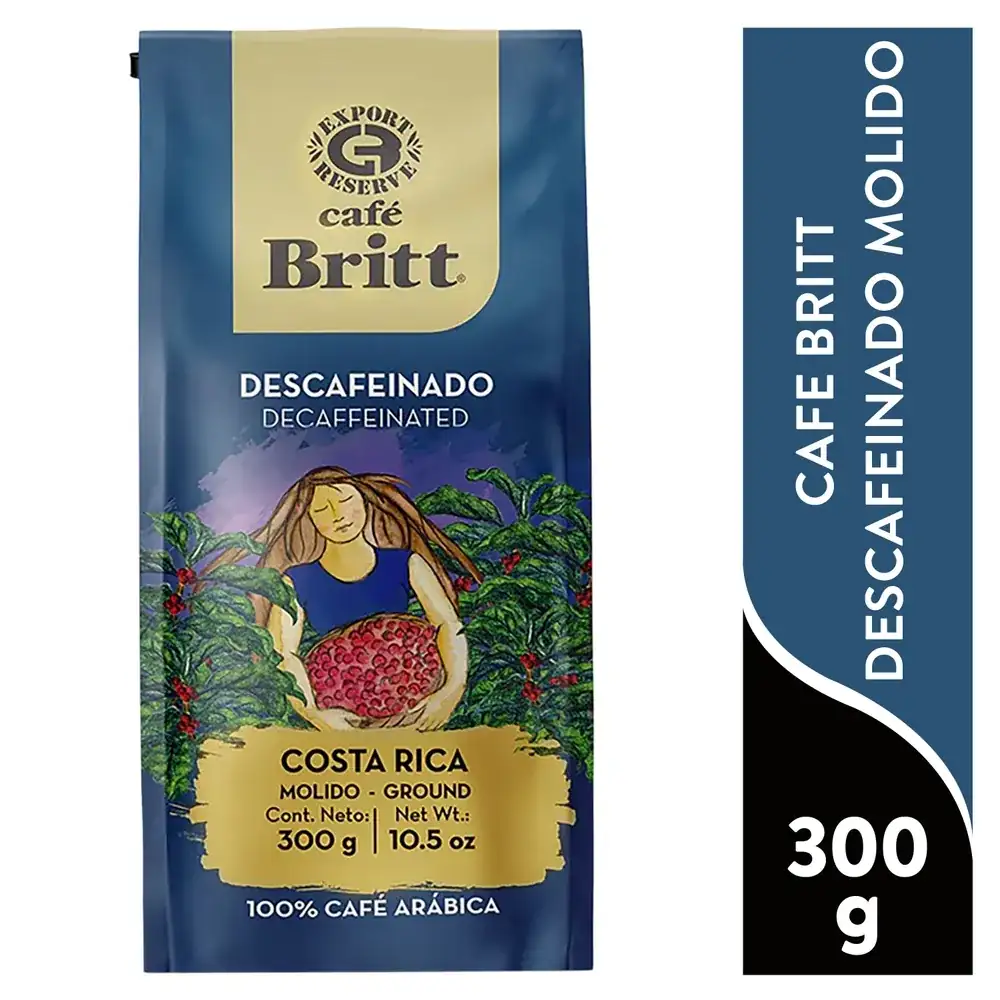 EXPORT
RESERVE
café
Britt®
DESCAFEINADO
DECAFFEINATED
COSTA RICA
MOLIDO - GROUND
Cont. Neto: Net Wt.:
300 g 10.5 oz
100% CAFÉ ARÁBICA
CAFE BRITT
DESCAFEINADO MOLIDO
300
g